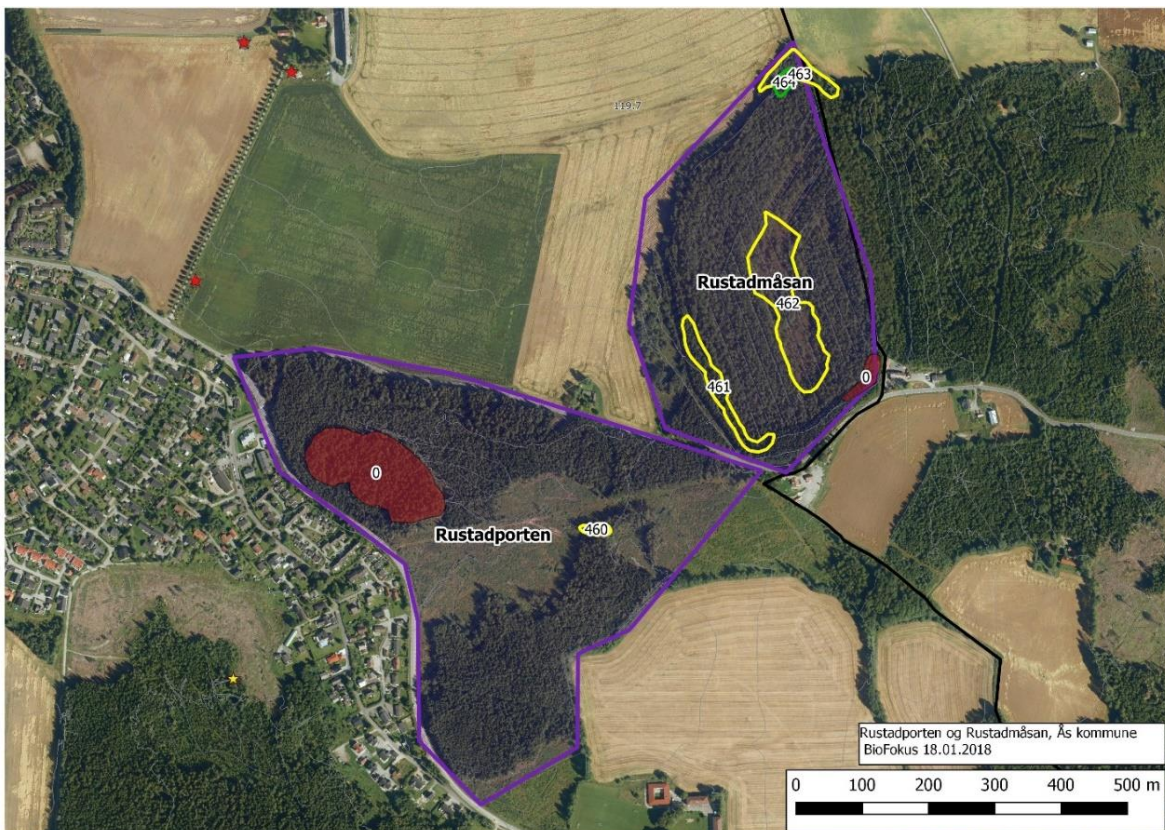 463
464
119.7
Rustadmåsan
462
461
0
0
460
Rustadporten
Rustadporten og Rustadmåsan, Ås kommune
BioFokus 18.01.2018
0 100 200 300 400 500 m